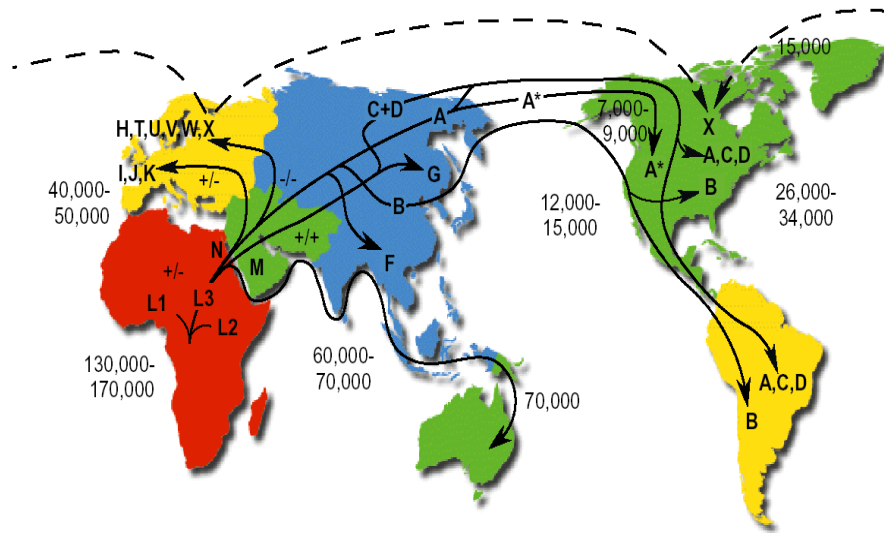 15,000
C+D
A
A*
7,000-
9,000
X
H,T,U,V,W,X
A,C,D
I,J,K
+/-
-/-
G
A*
B
40,000-
50,000
B
12,000-
15,000
26,000-
34,000
N
+/+
M
F
+/-
L3
L1
L2
130,000-
170,000
60,000-
70,000
70,000
A,C,D
B